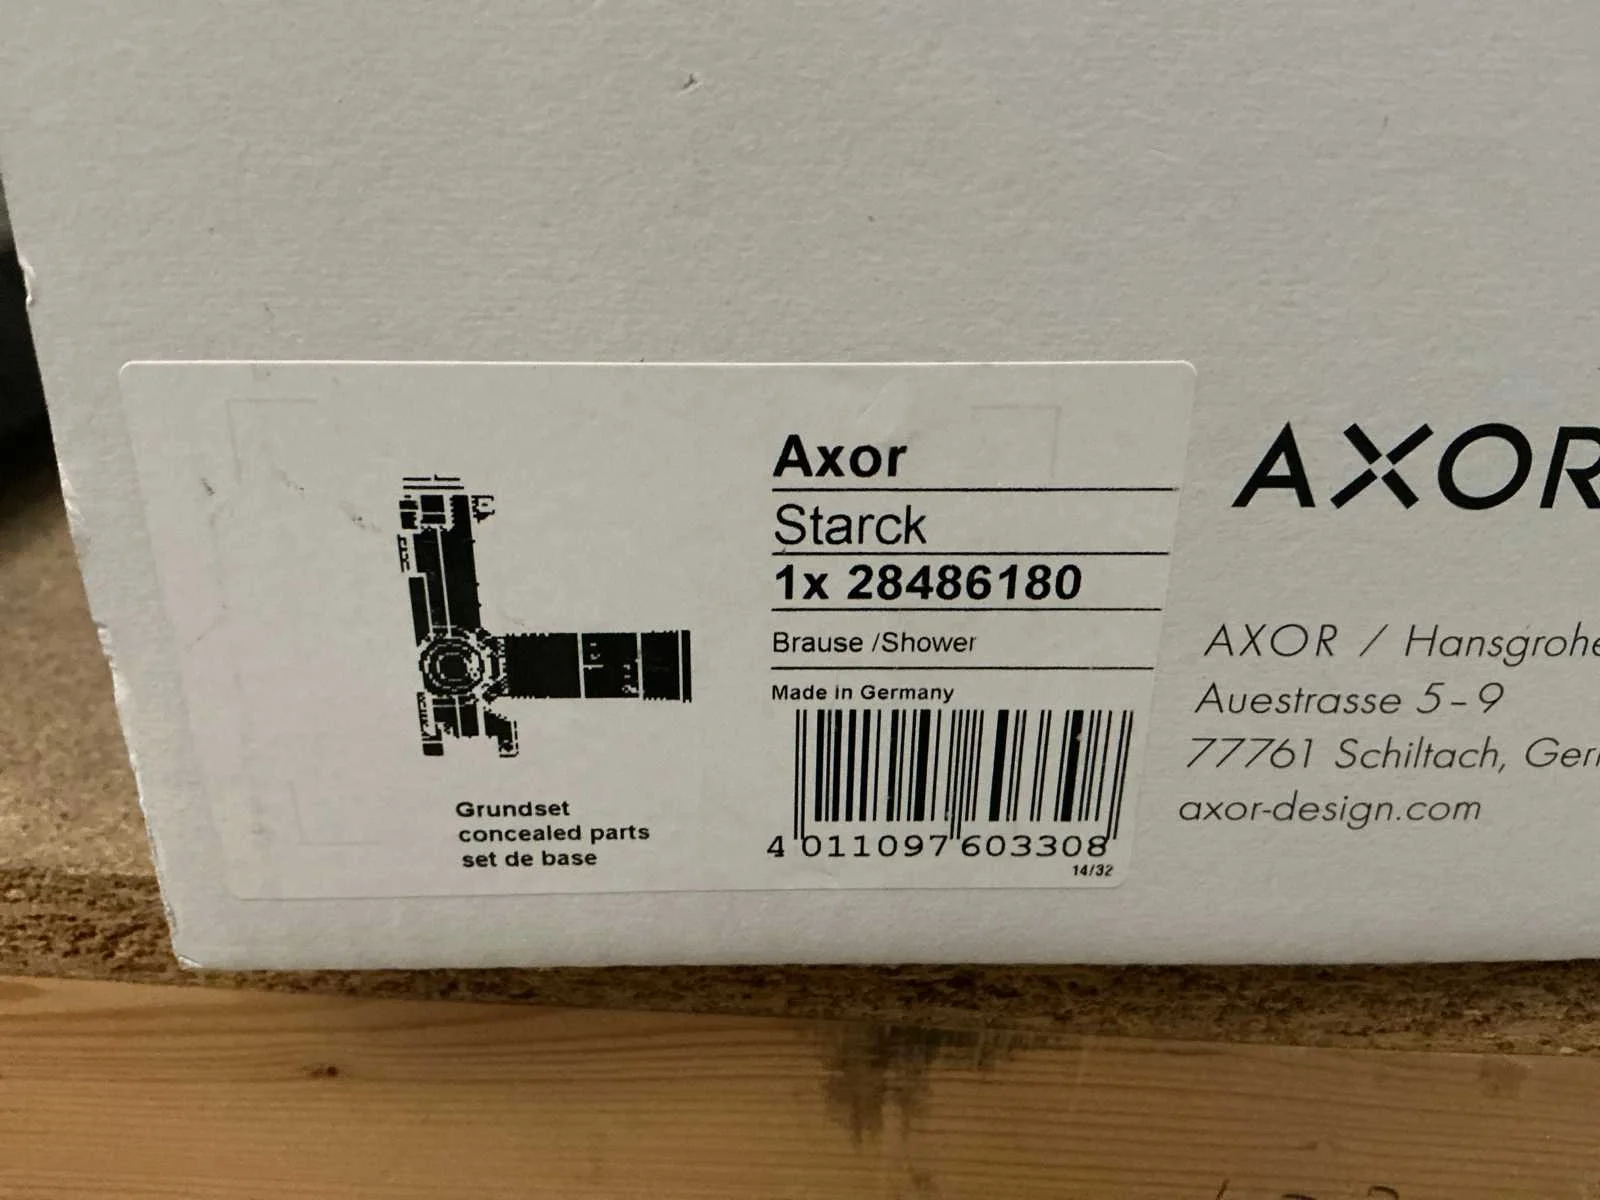 Axor
Starck
1x 28486180
Brause /Shower
Made in Germany
4 011097 603308
14/32
Grundset
concealed parts
set de base
AXOR
AXOR / Hansgrohe
Auestrasse 5-9
77761 Schiltach, Ger
axor-design.com